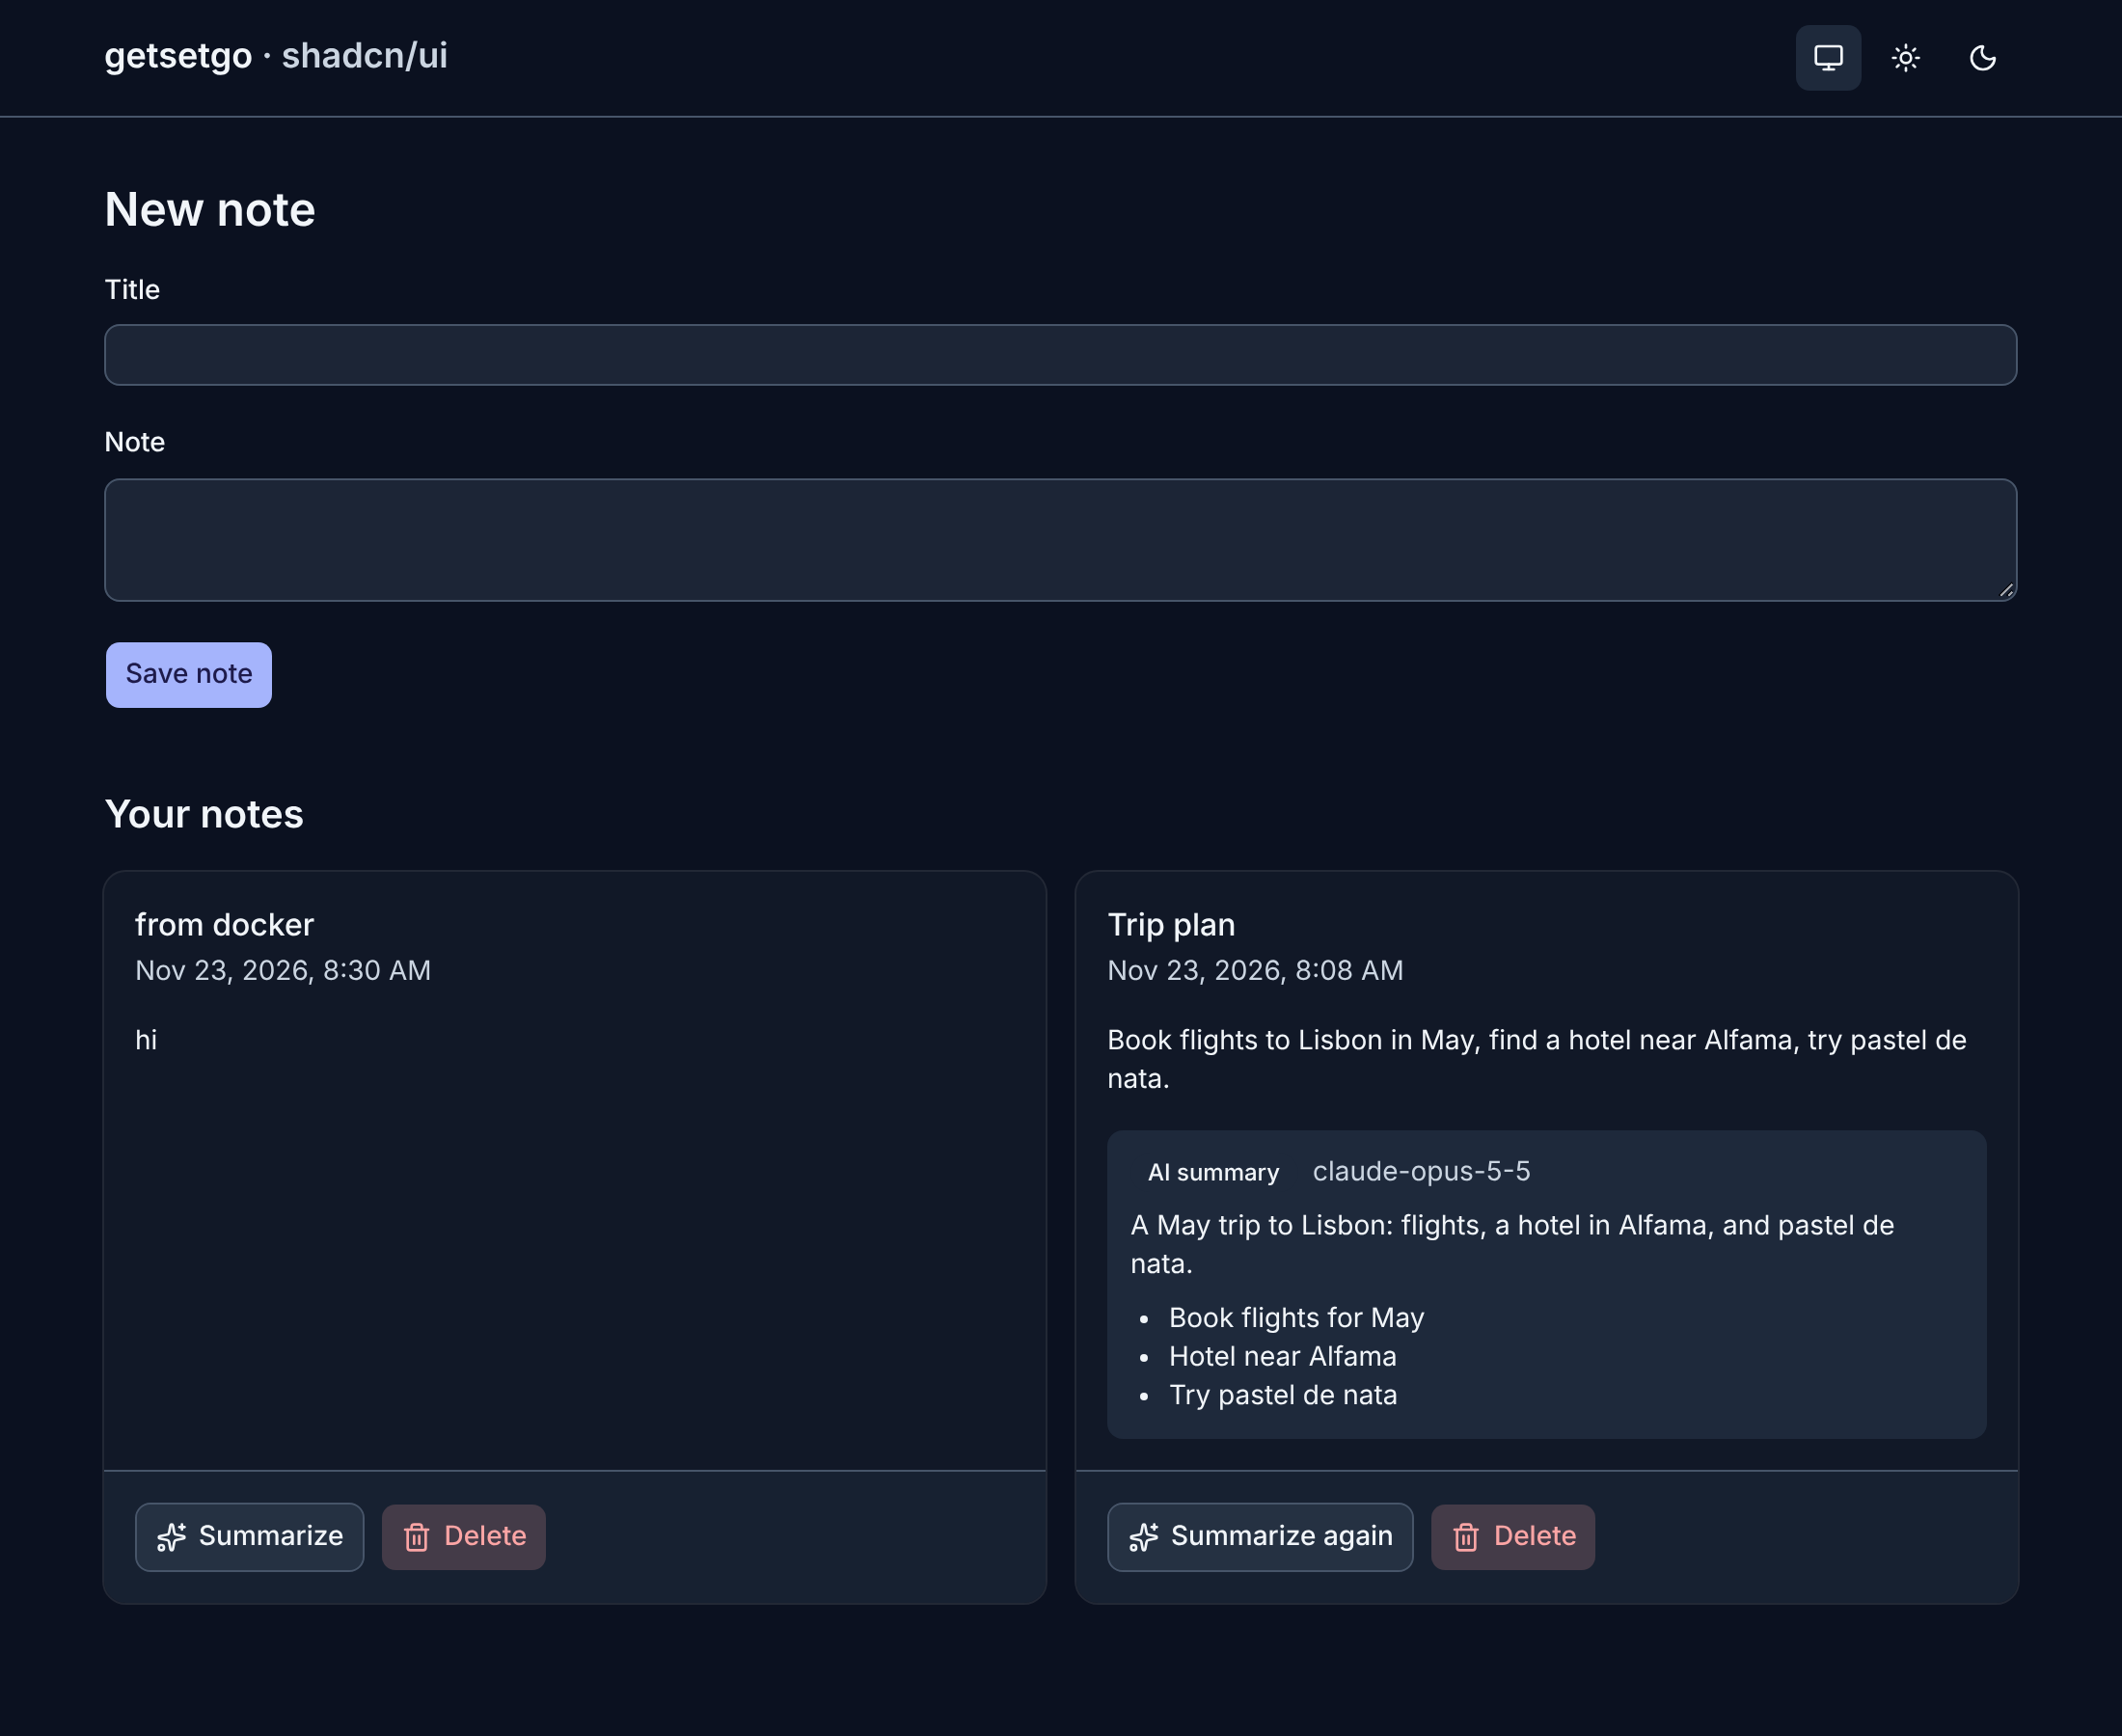 getsetgo · shadcn/ui
New note
Title
Note
Save note
Your notes
from docker
Nov 23, 2026, 8:30 AM
hi
Summarize
Delete
Trip plan
Nov 23, 2026, 8:08 AM
Book flights to Lisbon in May, find a hotel near Alfama, try pastel de
nata.
AI summary claude-opus-5-5
A May trip to Lisbon: flights, a hotel in Alfama, and pastel de
nata.
• Book flights for May
• Hotel near Alfama
• Try pastel de nata
Summarize again
Delete